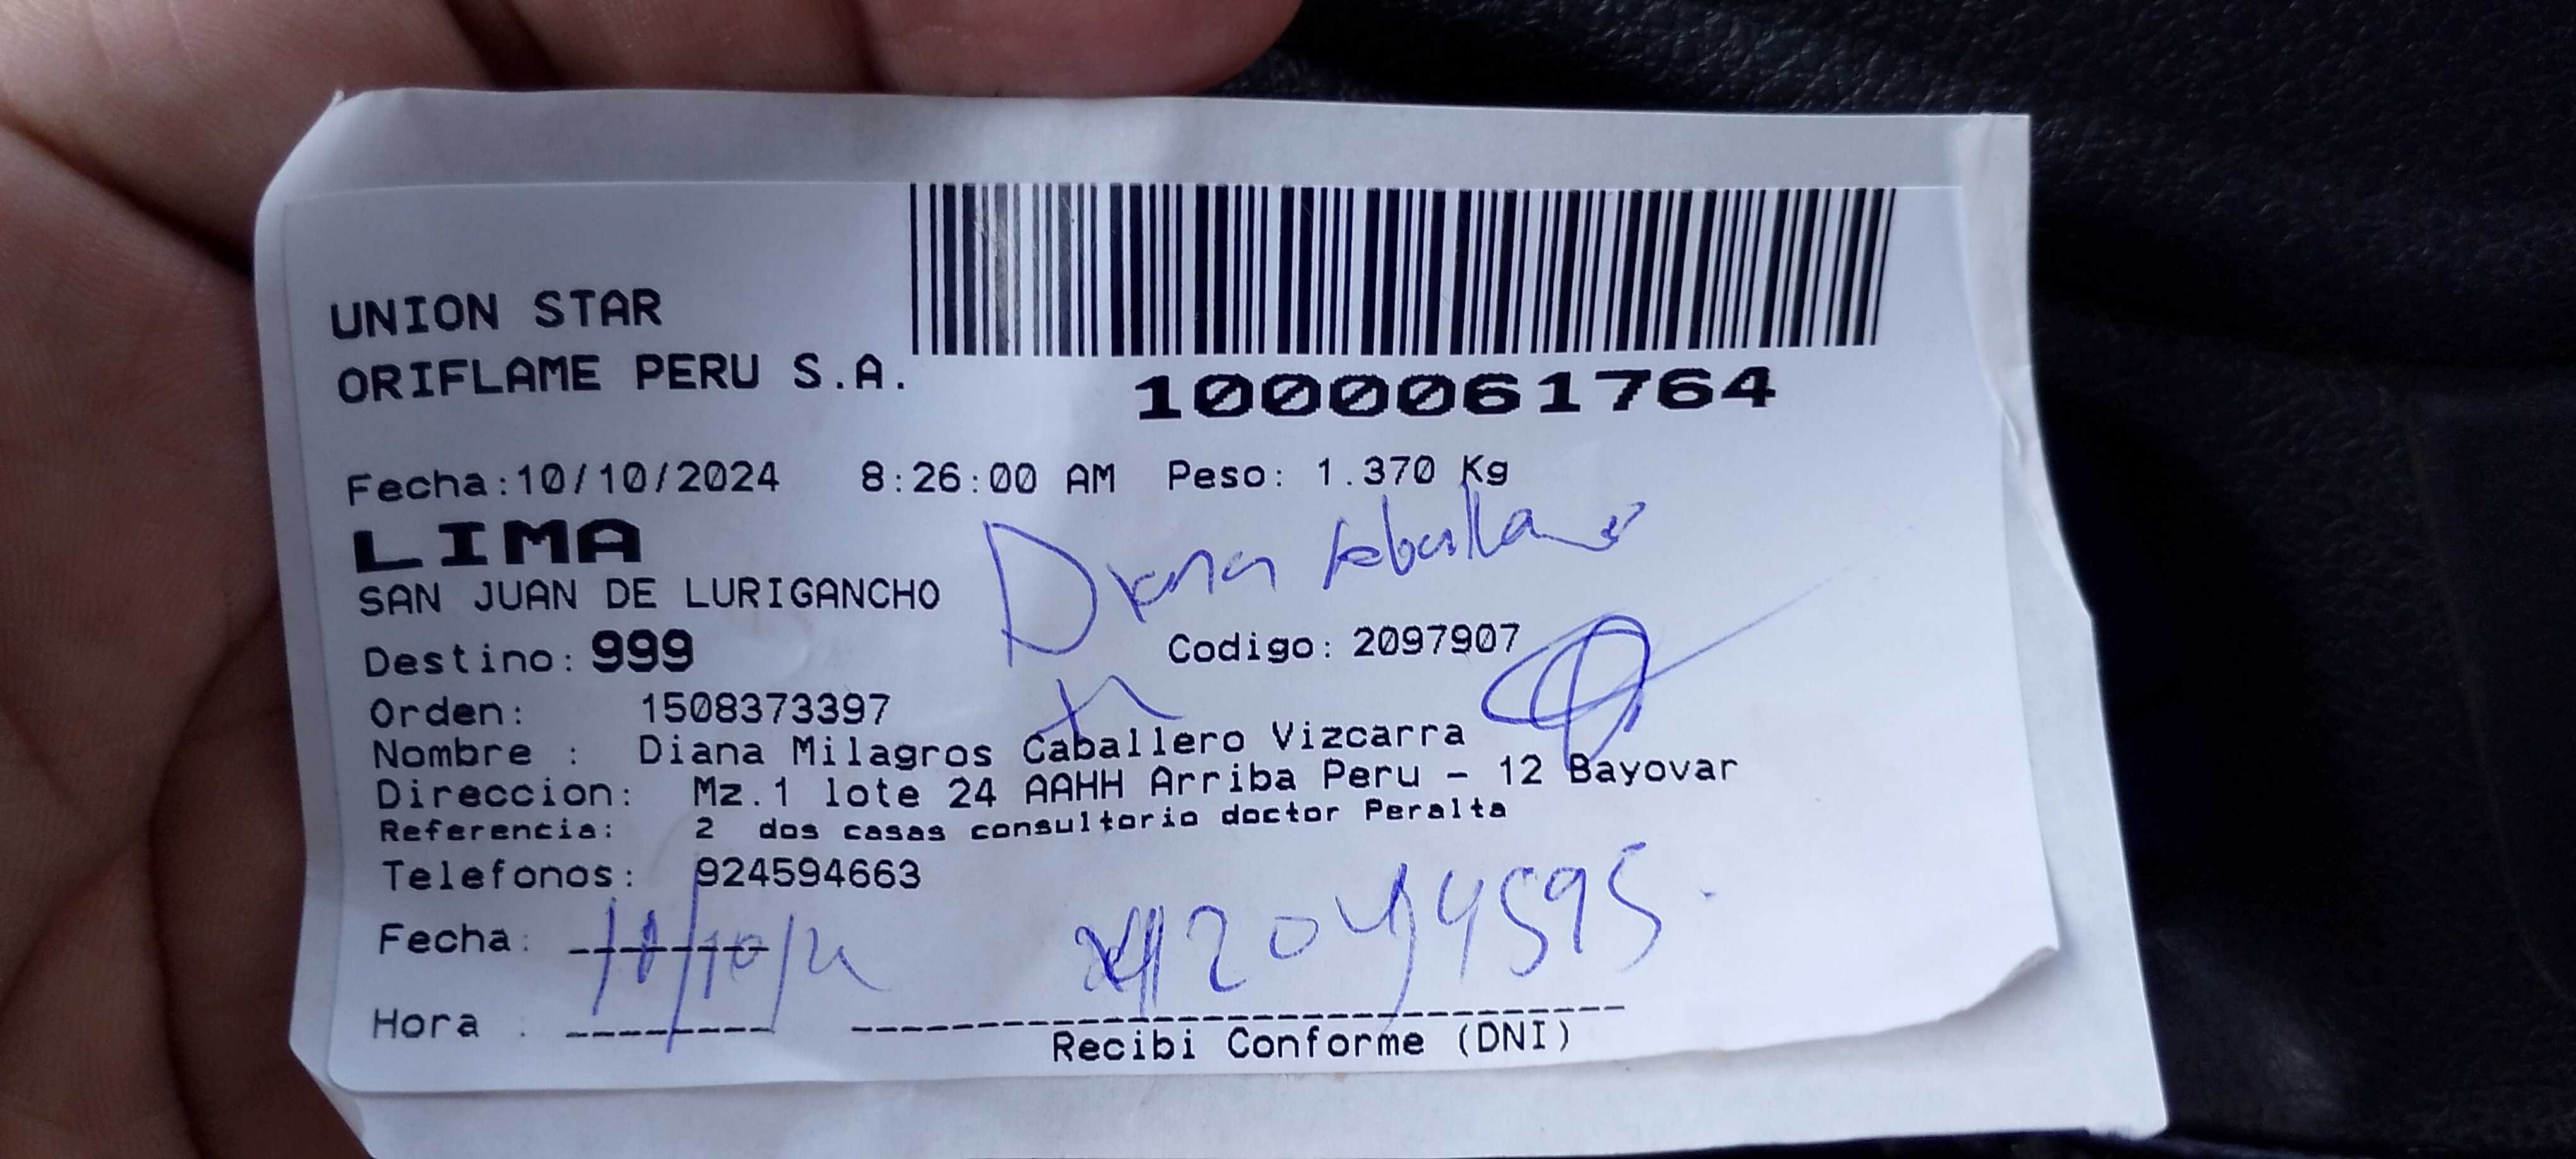 UNION STAR
ORIFLAME PERU S.A.
1000061764
Fecha:10/10/2024 8:26:00 AM Peso: 1.370 Kg
LIMA
Diana
SAN JUAN DE LURIGANCHO
Destino: 999 Codigo: 2097907
Orden: 1508373397
Nombre : Diana Milagros Caballero Vizcarra
Direccion: Mz.1 lote 24 AAHH Arriba Peru - 12 Bayovar
Referencia: 2 dos casas consultorio doctor Peralta
Telefonos: 924594663
Fecha:
Hora :
Recibi Conforme (DNI)